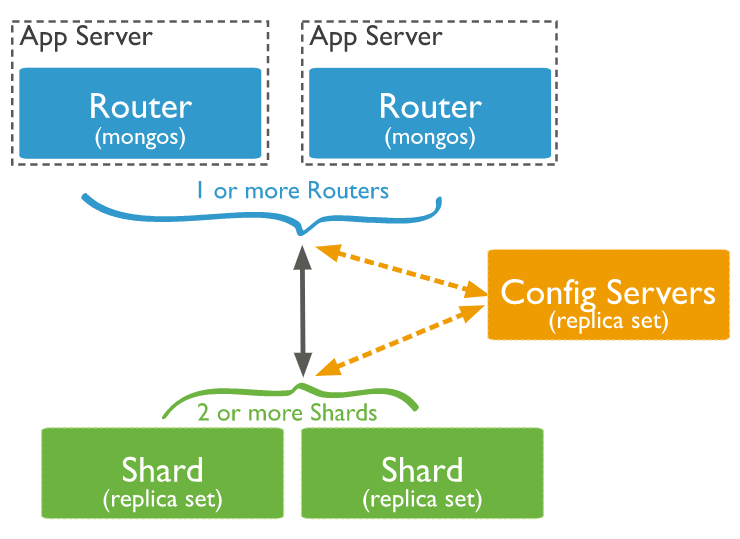 App Server
App Server
Router
(mongos)
Router
(mongos)
1 or more Routers
Config Servers
(replica set)
2 or more Shards
Shard
(replica set)
Shard
(replica set)